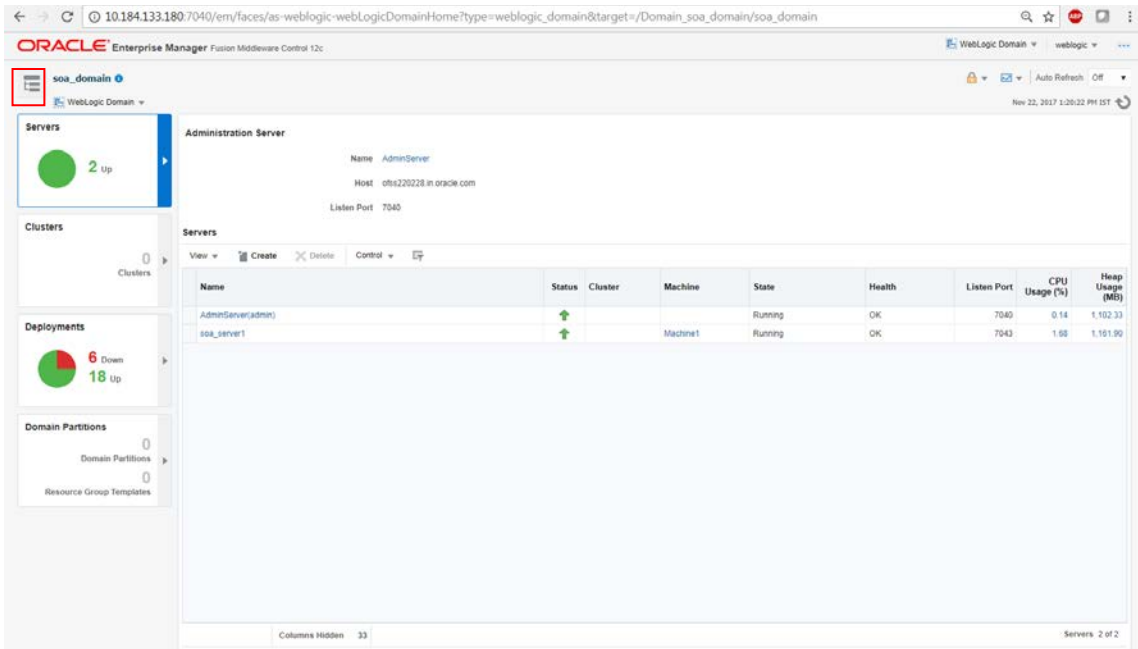 10.184.133.180:7040/em/faces/as-weblogic-webLogicDomainHome?type=weblogic_domain&target=/Domain_soa_domain/soa_domain
ABP
ORACLE Enterprise Manager Fusion Middleware Control 12c
WebLogic Domain weblogic
soa_domain
Auto Refresh Off
WebLogic Domain
Nov 22, 2017 1:20:22 PM IST
Servers
2 Up
Clusters
0
Clusters
Deployments
6 Down
18 Up
Domain Partitions
0
Domain Partitions
0
Resource Group Templates
Administration Server
Name AdminServer
Host ofss220228.in.oracle.com
Listen Port 7040
Servers
View Create Delete Control
Name Status Cluster Machine State Health Listen Port CPU Usage (%) Heap Usage (MB)
AdminServer(admin) Running OK 7040 0.14 1,102.33
soa_server1 Machine1 Running OK 7043 1.68 1,161.90
Columns Hidden 33
Servers 2 of 2